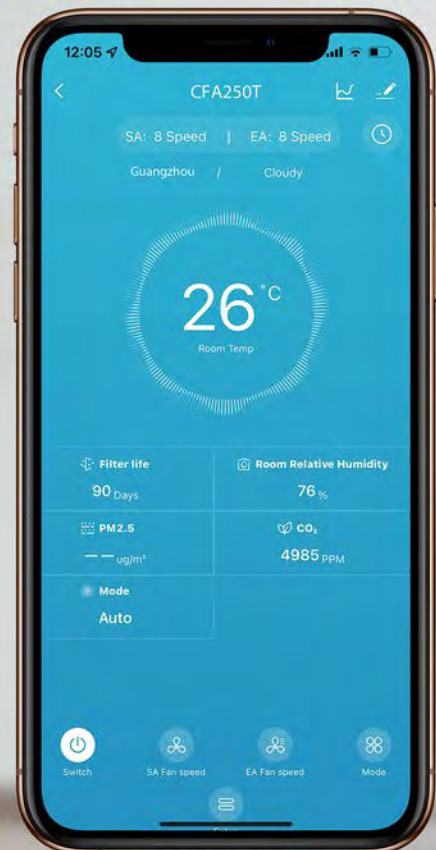 12:05
CFA250T
SA: 8 Speed | EA: 8 Speed
Guangzhou / Cloudy
26 °C
Room Temp
Filter life
90 Days
Room Relative Humidity
76 %
PM2.5
-- ug/m³
CO₂
4985 PPM
Mode
Auto
Switch
SA Fan speed
EA Fan speed
Mode